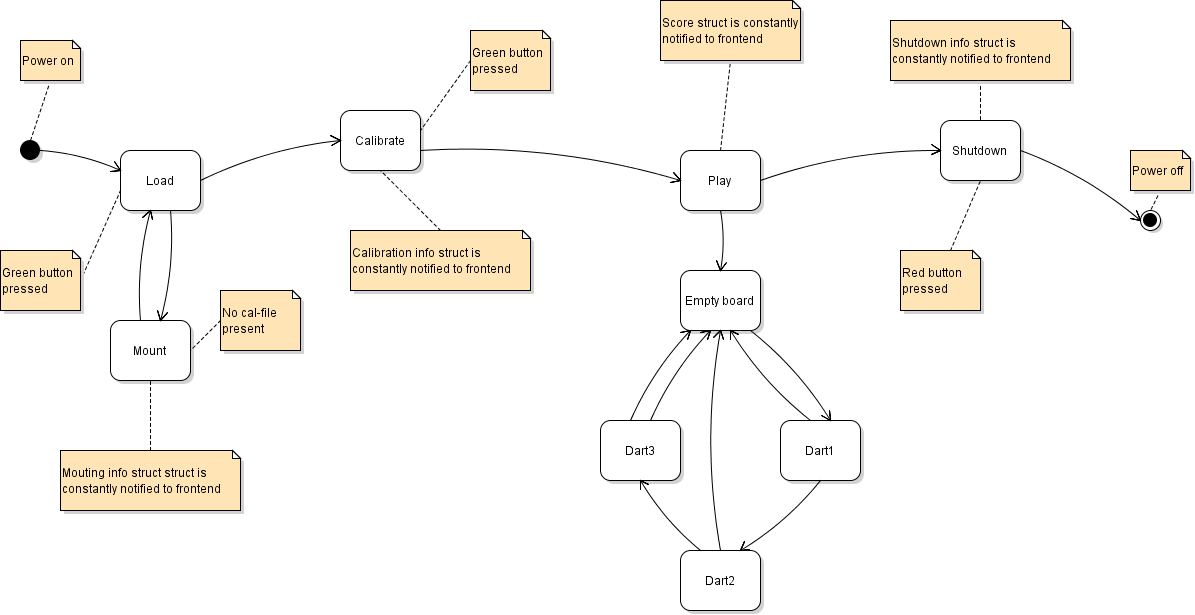 Score struct is constantly
notified to frontend
Shutdown info struct is
constantly notified to frontend
Power on
Green button
pressed
Calibrate
Load
Play
Shutdown
Power off
Green button
pressed
Calibration info struct is
constantly notified to frontend
Red button
pressed
No cal-file
present
Empty board
Mount
Mouting info struct struct is
constantly notified to frontend
Dart3
Dart1
Dart2